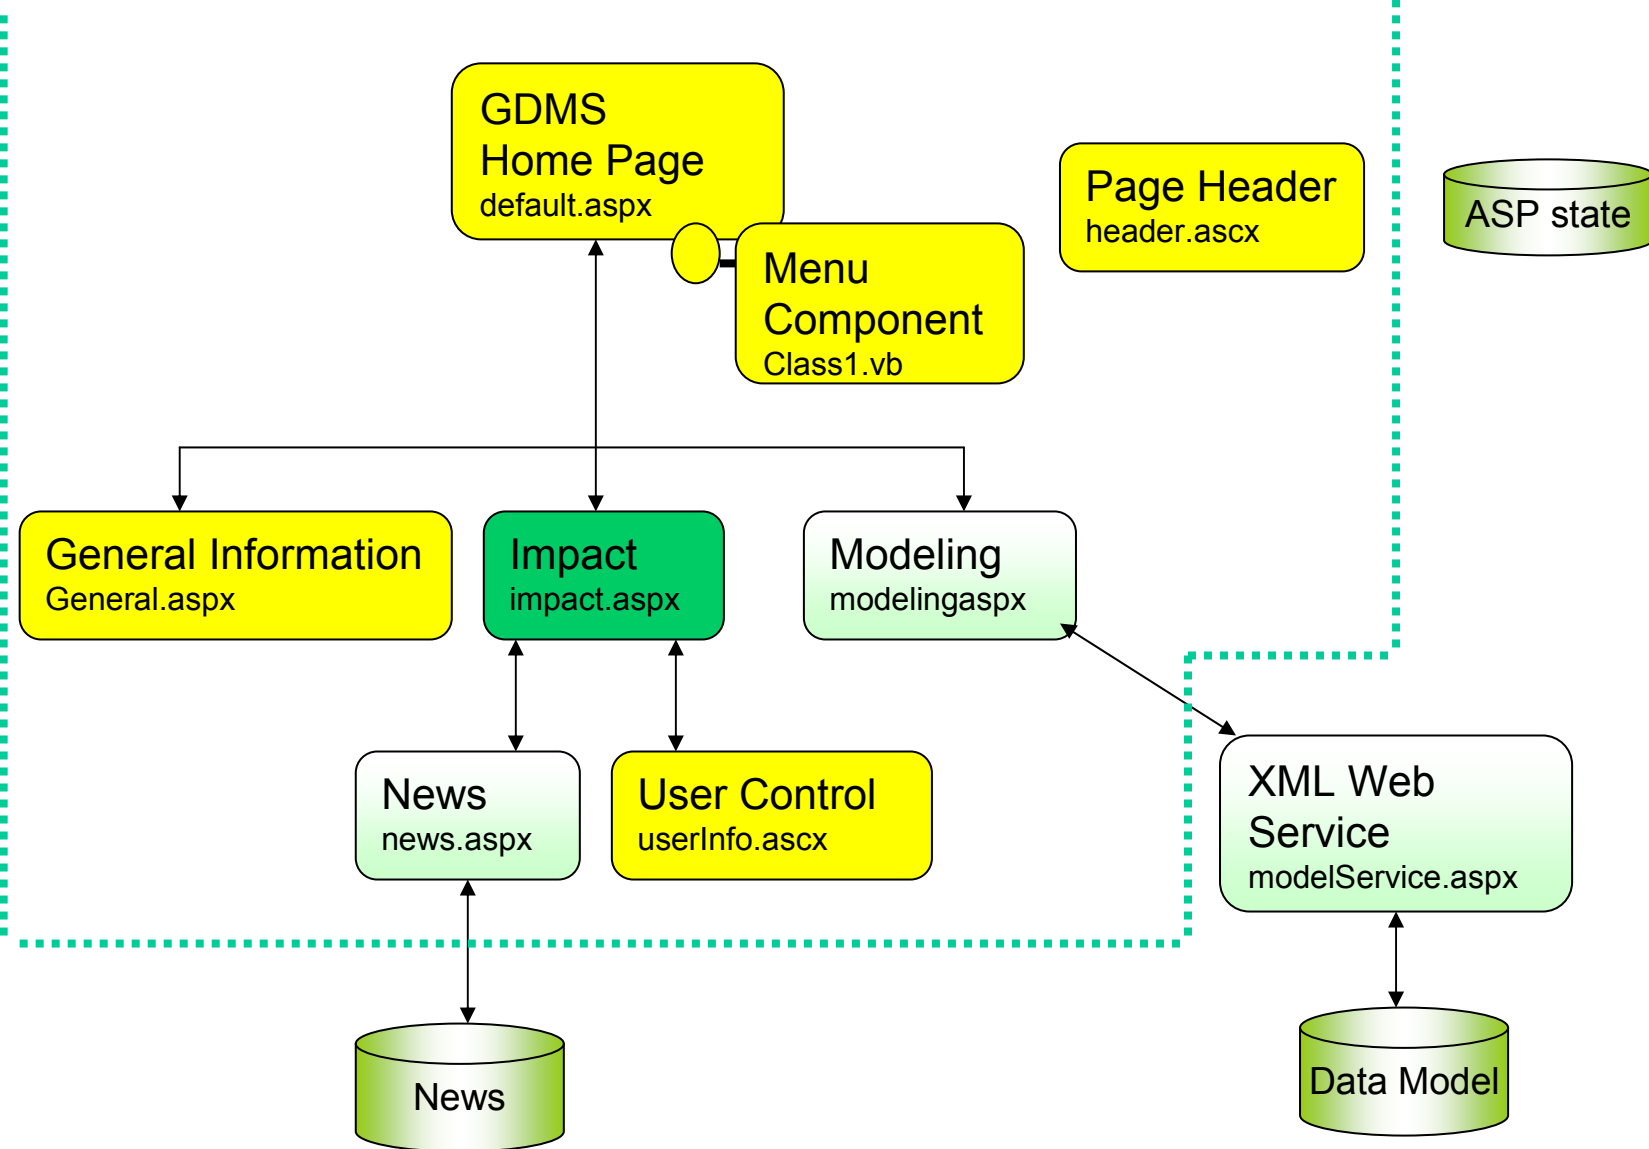 GDMS
Home Page
default.aspx
Page Header
header.ascx
ASP state
Menu
Component
Class1.vb
General Information
General.aspx
Impact
impact.aspx
Modeling
modelingaspx
News
news.aspx
User Control
userInfo.ascx
XML Web
Service
modelService.aspx
News
Data Model